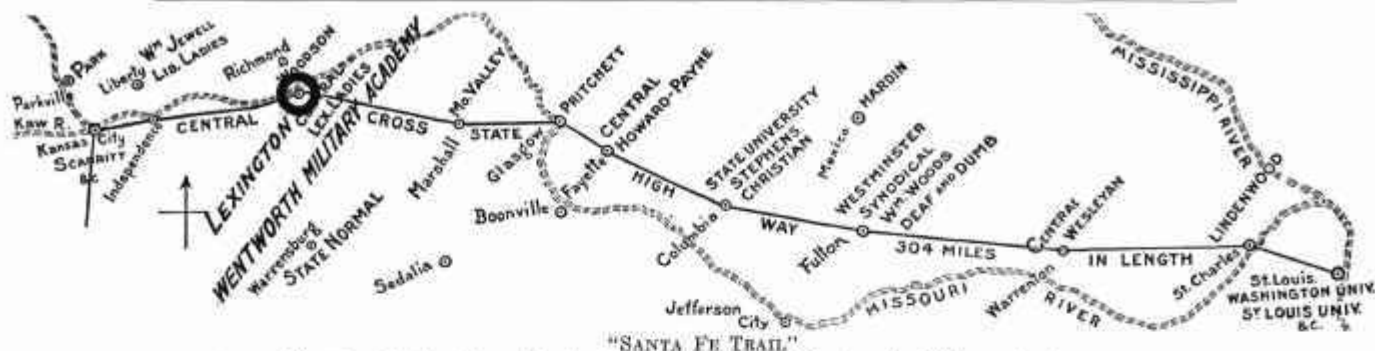 PARK
Parkville
Kaw R.
Kansas City
SCARRITT
&C.
Liberty WM JEWELL
LIB. LADIES
Independence
Richmond
WOODSON
CENTRAL
LEX. LADIES
LEXINGTON
WENTWORTH MILITARY ACADEMY
Warrensburg
STATE NORMAL
Sedalia
MO. VALLEY
Marshall
PRITCHETT
Glasgow
CENTRAL
HOWARD-PAYNE
Fayette
Boonville
STATE UNIVERSITY
STEPHENS
CHRISTIAN
Columbia
Jefferson
City
HARDIN
Mexico
WESTMINSTER
SYNODICAL
WM WOODS
DEAF AND DUMB
Fulton
CENTRAL
WESLEYAN
Warrenton
LINDENWOOD
St. Charles
St. Louis.
WASHINGTON UNIV.
ST LOUIS UNIV.
&C.
CENTRAL CROSS STATE HIGH WAY 304 MILES IN LENGTH
MISSOURI RIVER
MISSISSIPPI RIVER
"SANTA FE TRAIL"